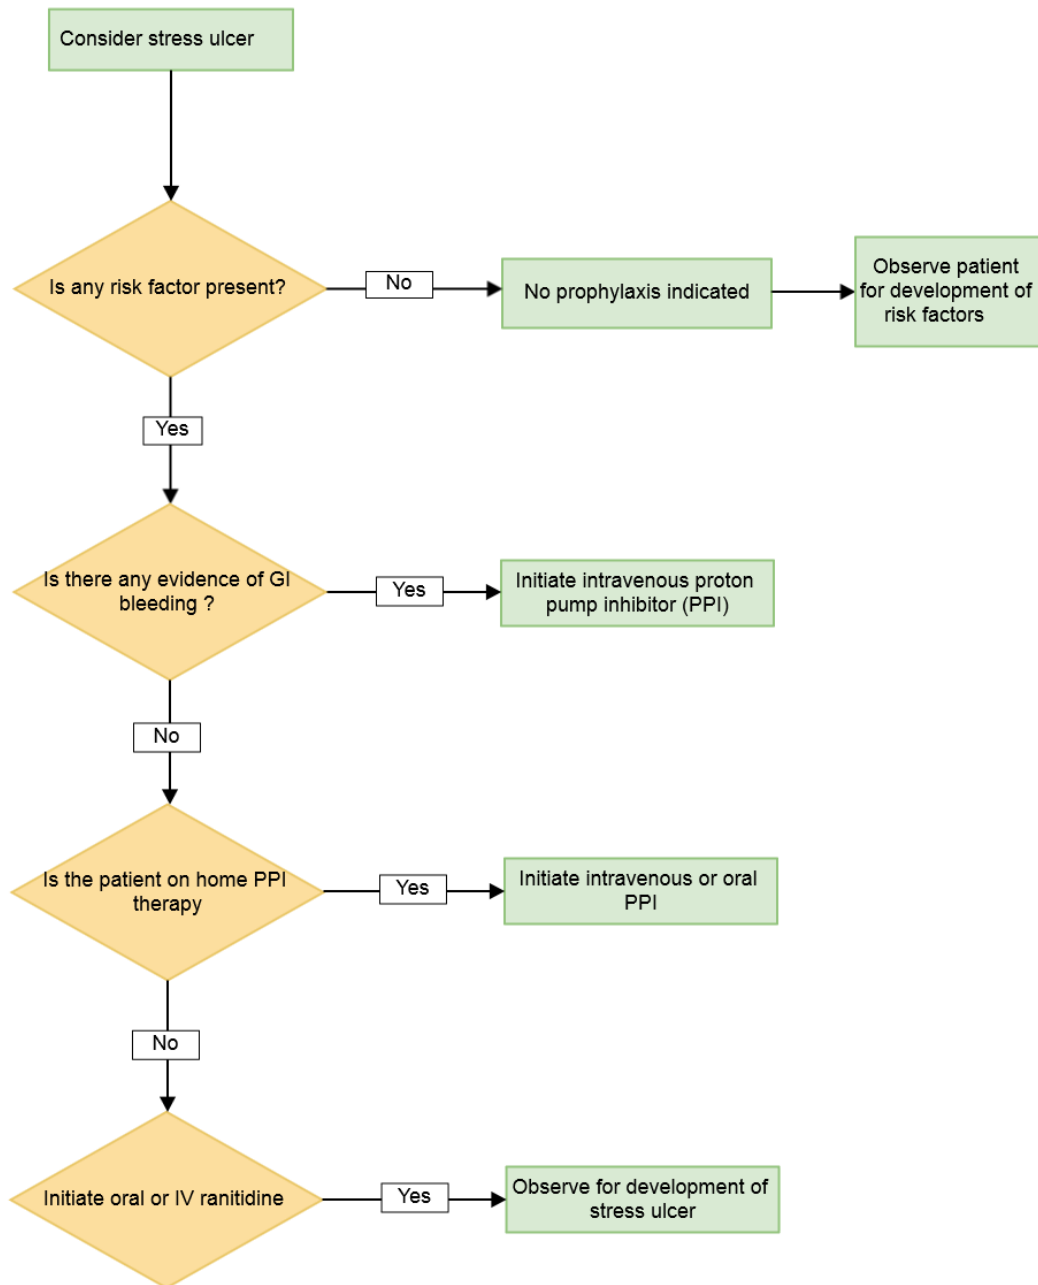 Consider stress ulcer
Is any risk factor present?
No
No prophylaxis indicated
Observe patient
for development of
risk factors
Yes
Is there any evidence of GI
bleeding ?
Yes
Initiate intravenous proton
pump inhibitor (PPI)
No
Is the patient on home PPI
therapy
Yes
Initiate intravenous or oral
PPI
No
Initiate oral or IV ranitidine
Yes
Observe for development of
stress ulcer